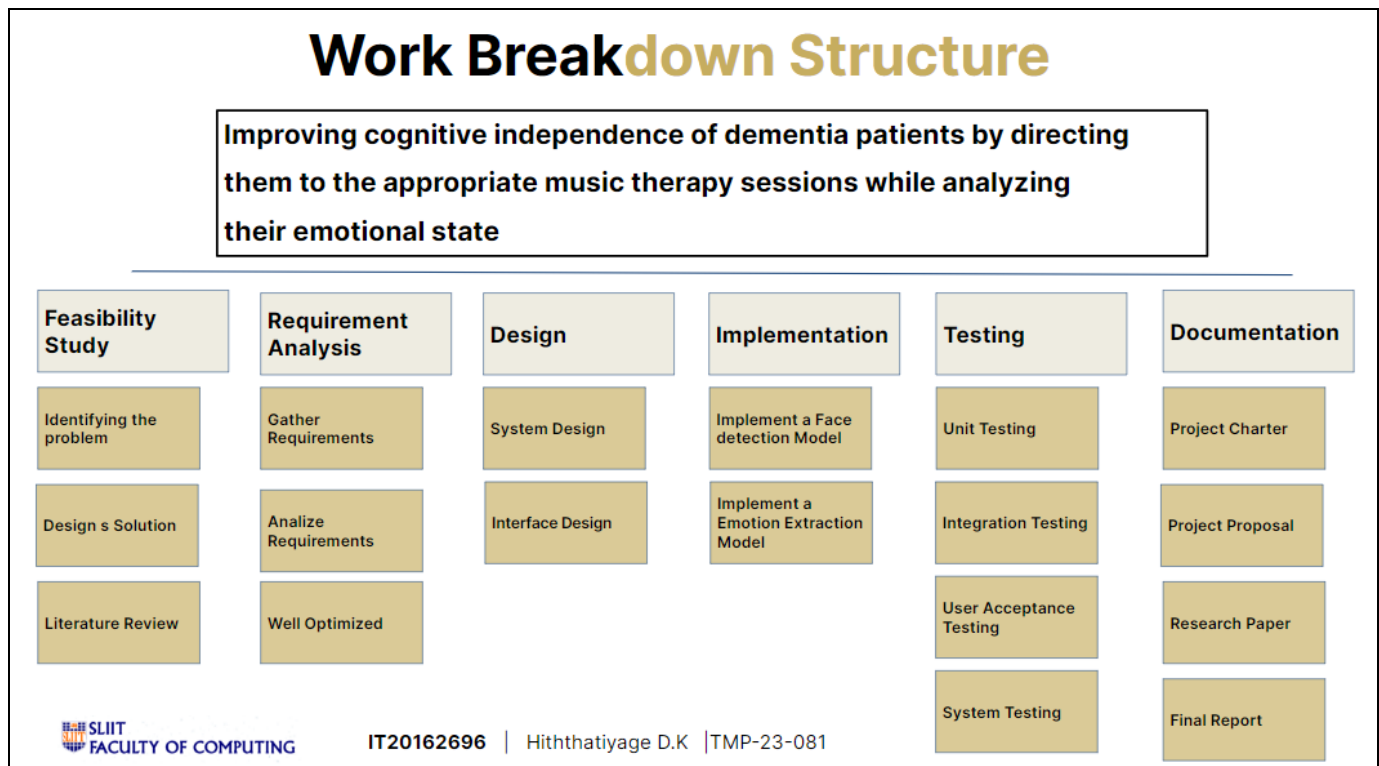 Work Breakdown Structure
Improving cognitive independence of dementia patients by directing
them to the appropriate music therapy sessions while analyzing
their emotional state
Feasibility
Study
Identifying the
problem
Design s Solution
Literature Review
Requirement
Analysis
Gather
Requirements
Analize
Requirements
Well Optimized
Design
System Design
Interface Design
Implementation
Implement a Face
detection Model
Implement a
Emotion Extraction
Model
Testing
Unit Testing
Integration Testing
User Acceptance
Testing
System Testing
Documentation
Project Charter
Project Proposal
Research Paper
Final Report
SLIIT
FACULTY OF COMPUTING
IT20162696 | Hiththatiyage D.K |TMP-23-081